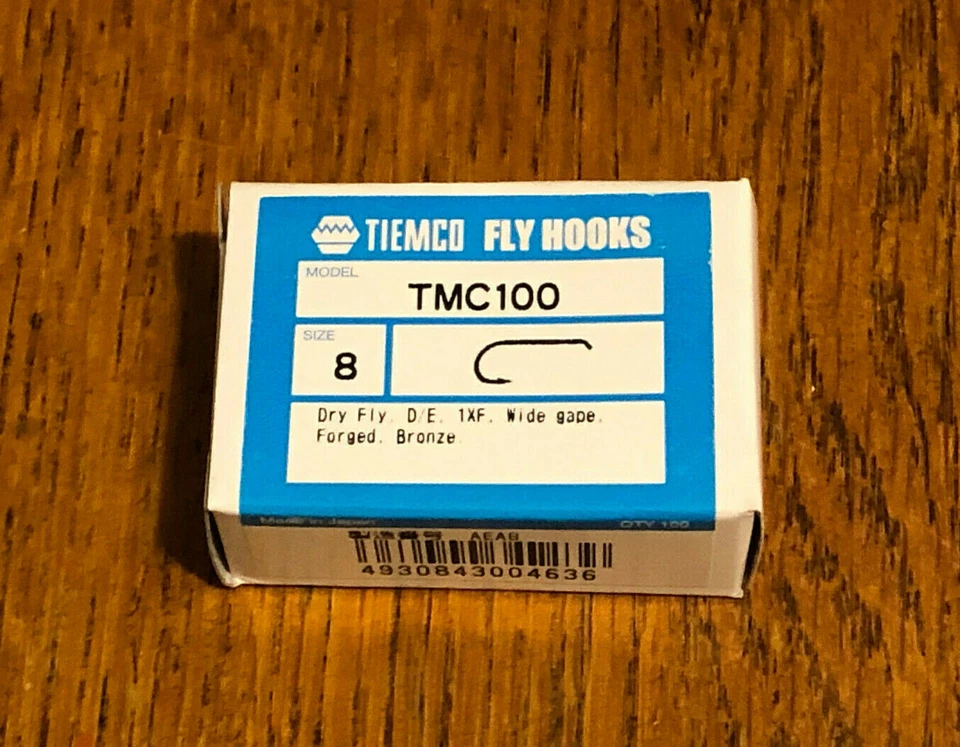 TIEMCO FLY HOOKS
MODEL
TMC100
SIZE
8
Dry Fly, D/E, 1XF, Wide gape,
Forged, Bronze.
Made in Japan QTY 100
AEAB
4930843004636